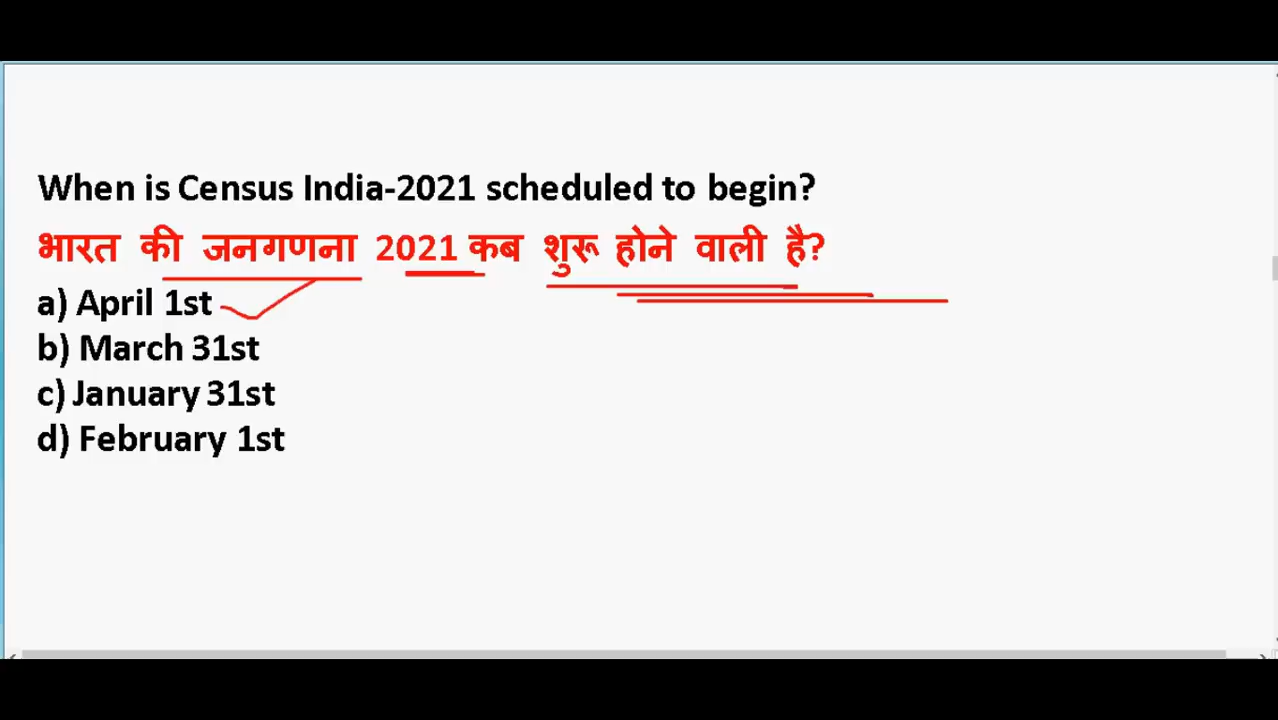 When is Census India-2021 scheduled to begin?
भारत की जनगणना 2021 कब शुरू होने वाली है?
a) April 1st
b) March 31st
c) January 31st
d) February 1st